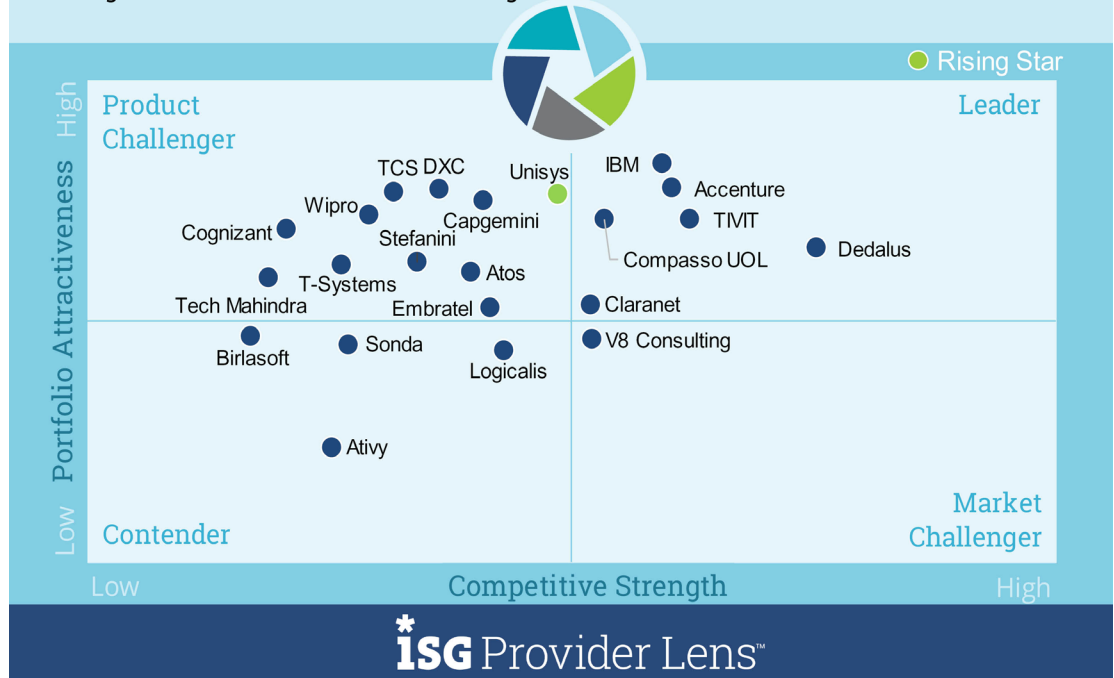 Rising Star
High
Product
Challenger
Leader
TCS DXC
Unisys
IBM
Accenture
Wipro
Capgemini
TIVIT
Cognizant
Stefanini
Dedalus
Compasso UOL
T-Systems
Atos
Tech Mahindra
Embratel
Claranet
Portfolio Attractiveness
Birlasoft
Sonda
Logicalis
V8 Consulting
Ativy
Low
Contender
Market
Challenger
Low
Competitive Strength
High
*ISG Provider Lens™